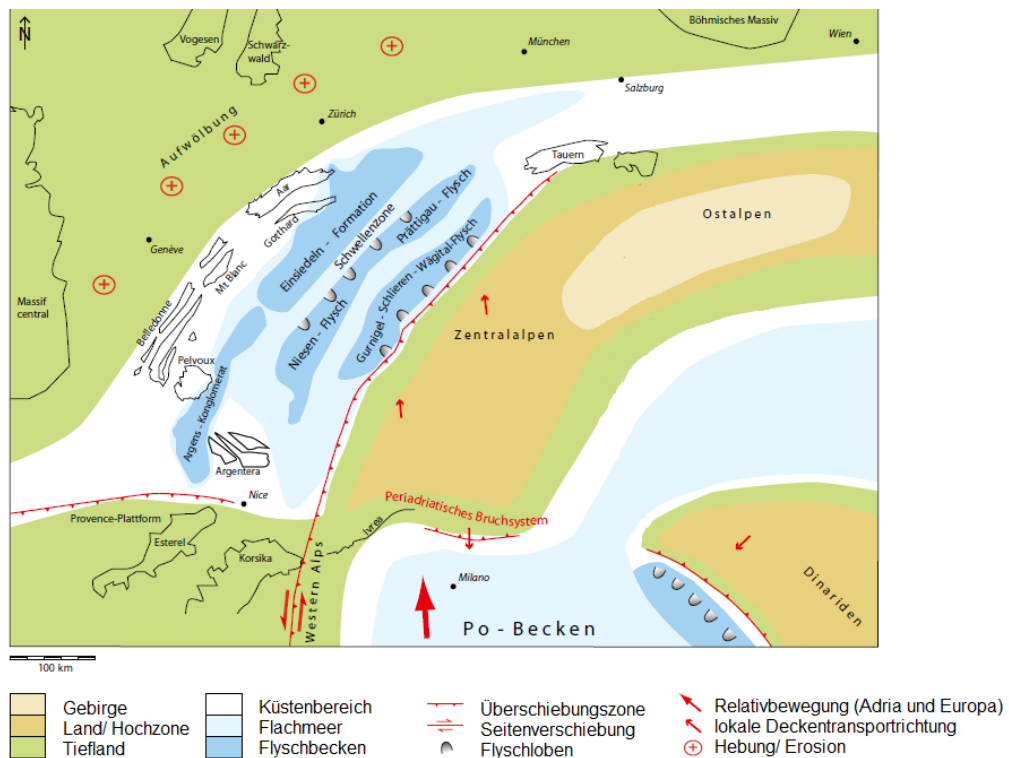 N
Vogesen
Schwarz-
wald
München
Böhmisches Massiv
Wien
Salzburg
Zürich
Aufwölbung
Tauern
Aar
Gotthard
Einsiedeln - Formation
Schwellenzone
Prättigau - Flysch
Ostalpen
Genève
Mt Blanc
Niesen - Flysch
Gurnigel - Schlieren - Wägital-Flysch
Zentralalpen
Massif
central
Belledonne
Pelvoux
Argens - Konglomerat
Argentera
Nice
Periadriatisches Bruchsystem
Provence-Plattform
Esterel
Korsika
Ivrea
Western Alps
Milano
Po - Becken
Dinariden
100 km
Gebirge
Land/ Hochzone
Tiefland
Küstenbereich
Flachmeer
Flyschbecken
Überschiebungszone
Seitenverschiebung
Flyschloben
Relativbewegung (Adria und Europa)
lokale Deckentransportrichtung
Hebung/ Erosion